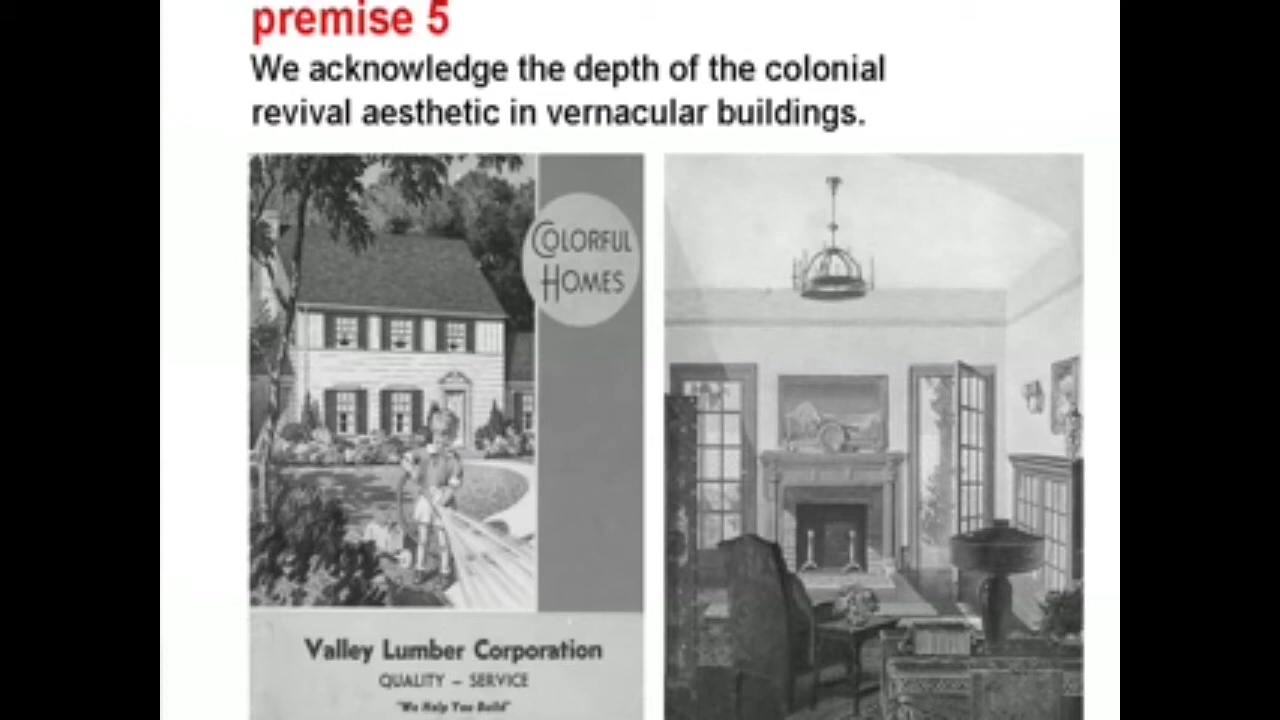 premise 5
We acknowledge the depth of the colonial
revival aesthetic in vernacular buildings.
COLORFUL
HOMES
Valley Lumber Corporation
QUALITY – SERVICE
"We Help You Build"